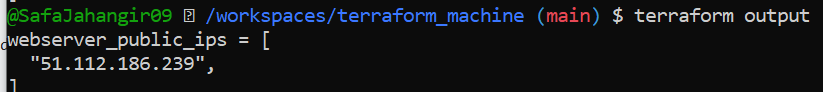 @SafaJahangir09 /workspaces/terraform_machine (main) $ terraform output
webserver_public_ips = [
"51.112.186.239",
]